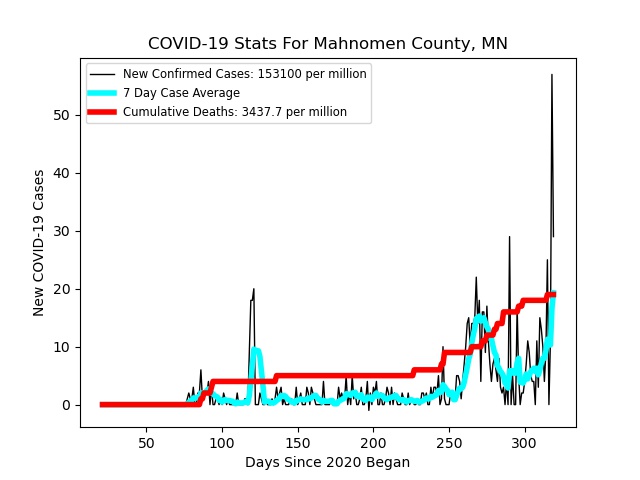 COVID-19 Stats For Mahnomen County, MN
New Confirmed Cases: 153100 per million
7 Day Case Average
Cumulative Deaths: 3437.7 per million
New COVID-19 Cases
50
40
30
20
10
0
50 100 150 200 250 300
Days Since 2020 Began